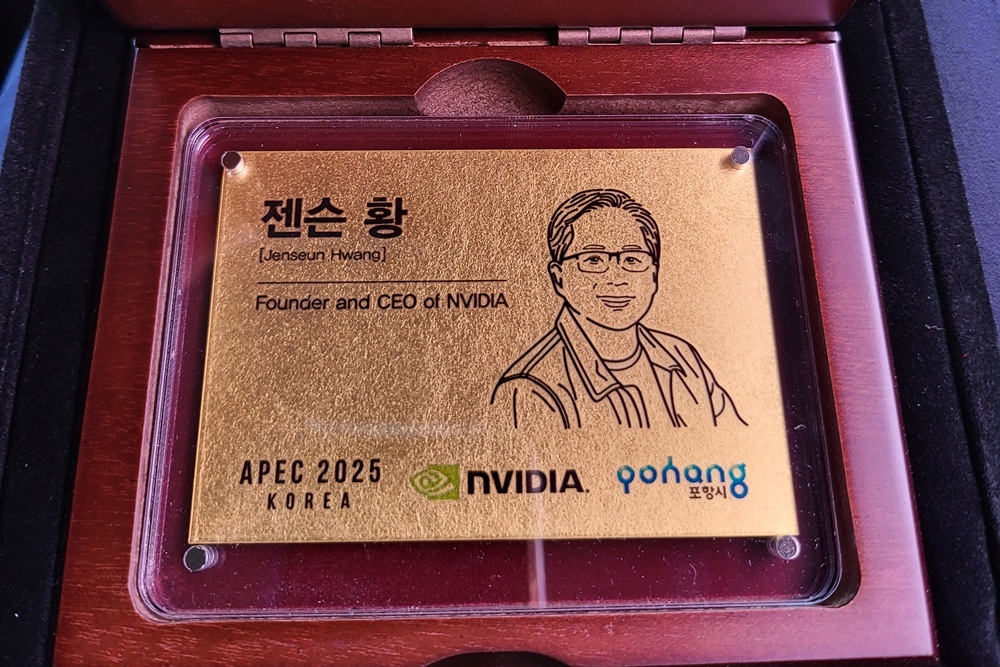 젠슨 황
[Jenseun Hwang]
Founder and CEO of NVIDIA
APEC 2025
KOREA
NVIDIA.
pohang
포항시